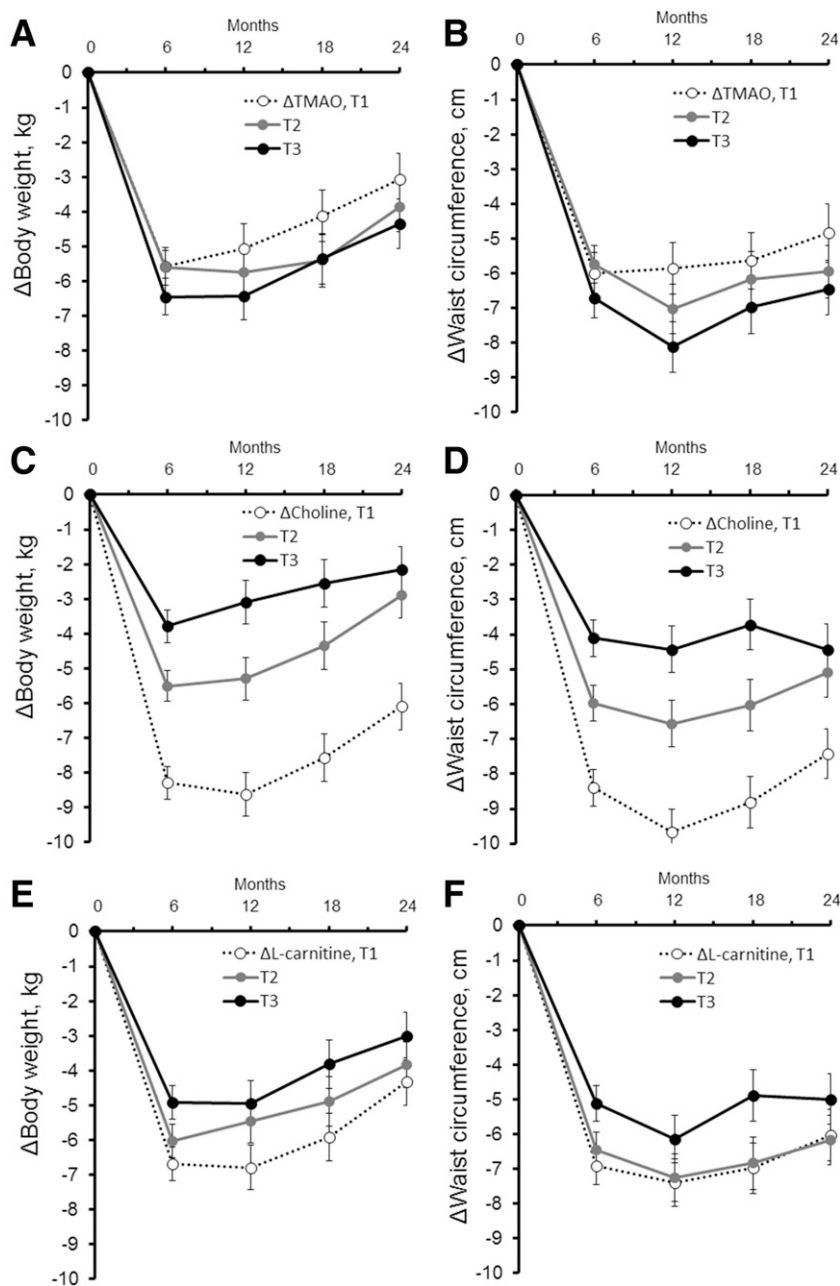 A
Months
0 6 12 18 24
0
-1
-2
-3
-4
-5
-6
-7
-8
-9
-10
ΔBody weight, kg
ΔTMAO, T1
T2
T3
B
Months
0 6 12 18 24
0
-1
-2
-3
-4
-5
-6
-7
-8
-9
-10
ΔWaist circumference, cm
ΔTMAO, T1
T2
T3
C
Months
0 6 12 18 24
0
-1
-2
-3
-4
-5
-6
-7
-8
-9
-10
ΔBody weight, kg
ΔCholine, T1
T2
T3
D
Months
0 6 12 18 24
0
-1
-2
-3
-4
-5
-6
-7
-8
-9
-10
ΔWaist circumference, cm
ΔCholine, T1
T2
T3
E
Months
0 6 12 18 24
0
-1
-2
-3
-4
-5
-6
-7
-8
-9
-10
ΔBody weight, kg
ΔL-carnitine, T1
T2
T3
F
Months
0 6 12 18 24
0
-1
-2
-3
-4
-5
-6
-7
-8
-9
-10
ΔWaist circumference, cm
ΔL-carnitine, T1
T2
T3